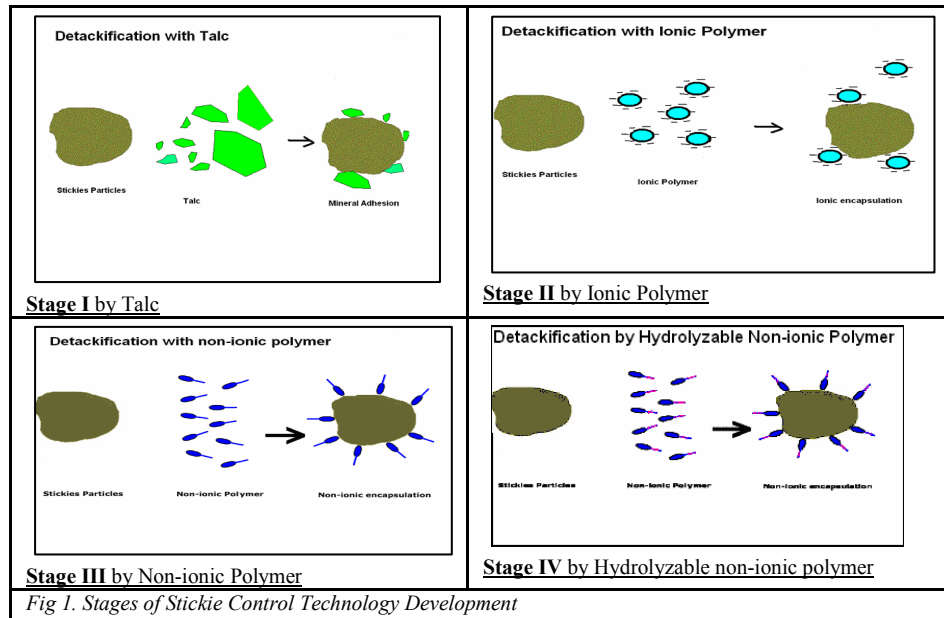 Detackification with Talc
Stickies Particles
Talc
Mineral Adhesion
Stage I by Talc
Detackification with Ionic Polymer
Stickies Particles
Ionic Polymer
Ionic encapsulation
Stage II by Ionic Polymer
Detackification with non-ionic polymer
Stickies Particles
Non-ionic Polymer
Non-ionic encapsulation
Stage III by Non-ionic Polymer
Detackification by Hydrolyzable Non-ionic Polymer
Stickies Particles
Non-Ionic Polymer
Non-ionic encapsulation
Stage IV by Hydrolyzable non-ionic polymer
Fig 1. Stages of Stickie Control Technology Development